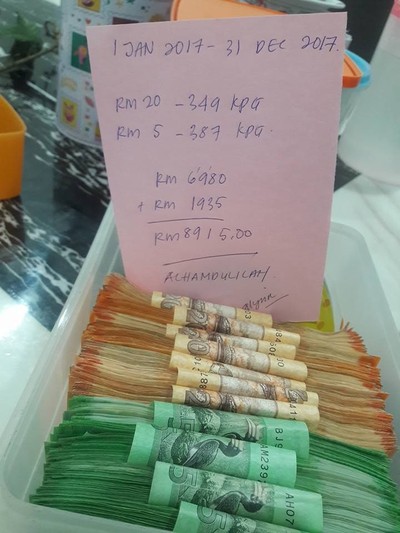 1 JAN 2017 - 31 DEC 2017.
RM 20 - 349 kpg
RM 5 - 387 kpg.
RM 6980
+ RM 1935
RM 8915.00
ALHAMDULILAH